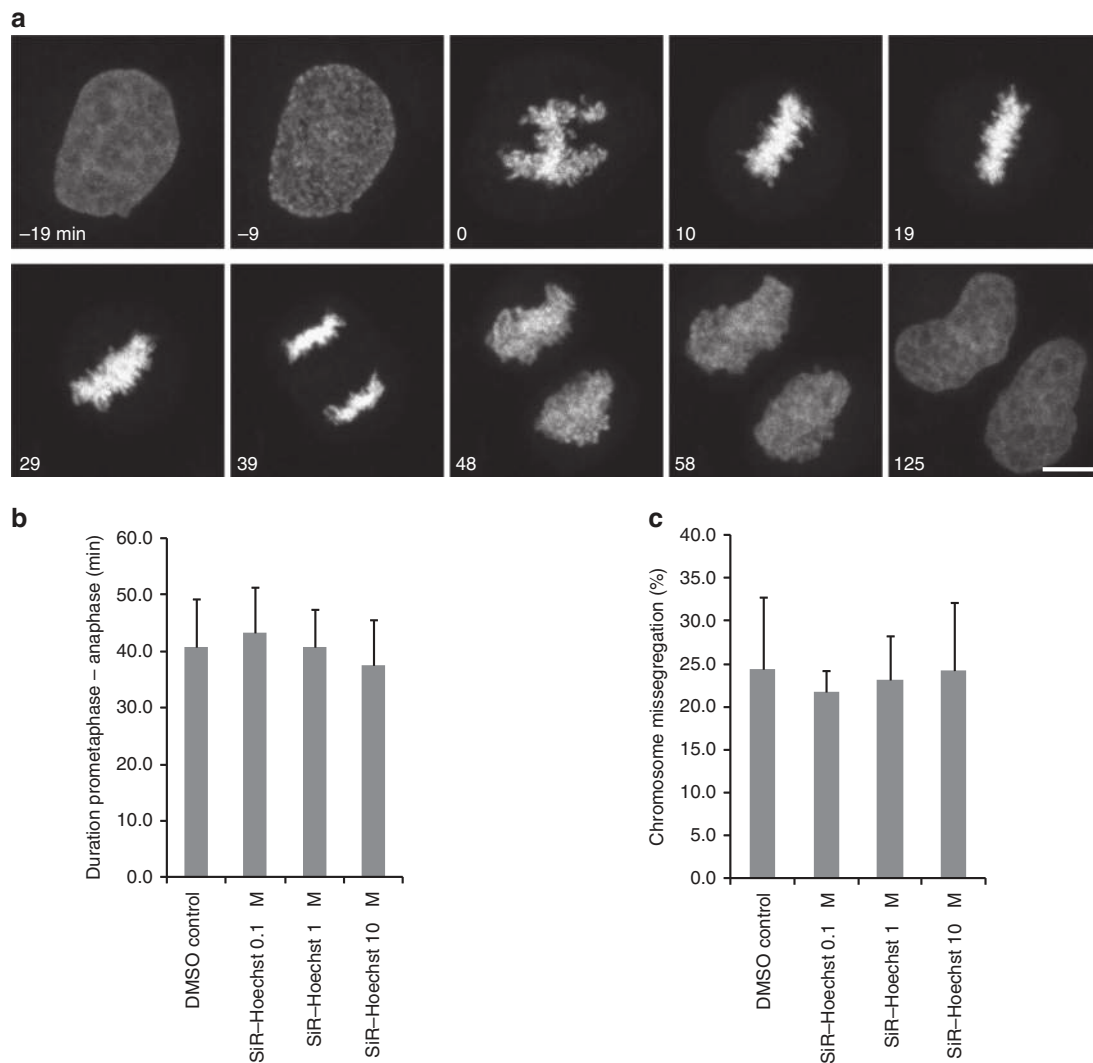 a
–19 min
–9
0
10
19
29
39
48
58
125
b
Duration prometaphase – anaphase (min)
60.0
50.0
40.0
30.0
20.0
10.0
0.0
DMSO control
SiR–Hoechst 0.1 M
SiR–Hoechst 1 M
SiR–Hoechst 10 M
c
Chromosome missegregation (%)
40.0
35.0
30.0
25.0
20.0
15.0
10.0
5.0
0.0
DMSO control
SiR–Hoechst 0.1 M
SiR–Hoechst 1 M
SiR–Hoechst 10 M